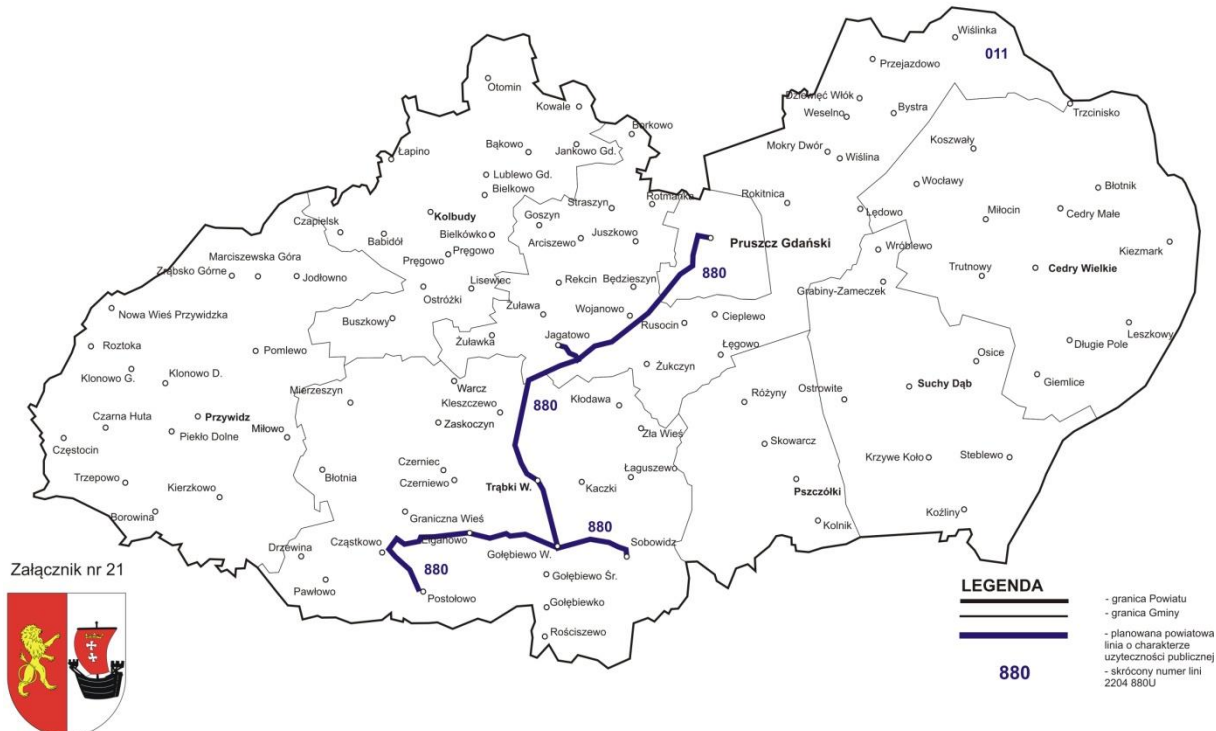 Wiślinka
011
Przejazdowo
Otomin
Dziewięć Włók
Kowale
Trzcinisko
Weselno
Bystra
Borkowo
Koszwały
Bąkowo
Jankowo Gd.
Mokry Dwór
Wiślina
Łapino
Lublewo Gd.
Wocławy
Błotnik
Bielkowo
Rotmanka
Rokitnica
Straszyn
Kolbudy
Goszyn
Lędowo
Miłocin
Cedry Małe
Czapielsk
Babidół
Bielkówko
Arciszewo
Juszkowo
Pruszcz Gdański
Kiezmark
Pręgowo
Wróblewo
Marciszewska Góra
Pręgowo
Cedry Wielkie
Zrąbsko Górne
Jodłowno
Lisewiec
Rekcin
Będzieszyn
880
Trutnowy
Ostróżki
Grabiny-Zameczek
Żuława
Wojanowo
Nowa Wieś Przywidzka
Buszkowy
Rusocin
Cieplewo
Leszkowy
Żuławka
Jagatowo
Długie Pole
Roztoka
Pomlewo
Łęgowo
Osice
Żukczyn
Klonowo G.
Klonowo D.
Giemlice
Warcz
Suchy Dąb
Mierzeszyn
Kleszczewo
Różyny
Ostrowite
880
Kłodawa
Czarna Huta
Przywidz
Zaskoczyn
Piekło Dolne
Miłowo
Zła Wieś
Częstocin
Skowarcz
Krzywe Koło
Steblewo
Czerniec
Błotnia
Łaguszewo
Trzepowo
Czerniewo
Trąbki W.
Kaczki
Kierzkowo
Pszczółki
Borowina
Koźliny
Graniczna Wieś
Kolnik
880
Drzewina
Cząstkowo
Ełganowo
Gołębiewo W.
Sobowidz
Załącznik nr 21
880
Gołębiewo Śr.
Pawłowo
Postołowo
Gołębiewko
Rościszewo
LEGENDA
- granica Powiatu
- granica Gminy
- planowana powiatowa
linia o charakterze
uzyteczności publicznej
880
- skrócony numer lini
2204 880U